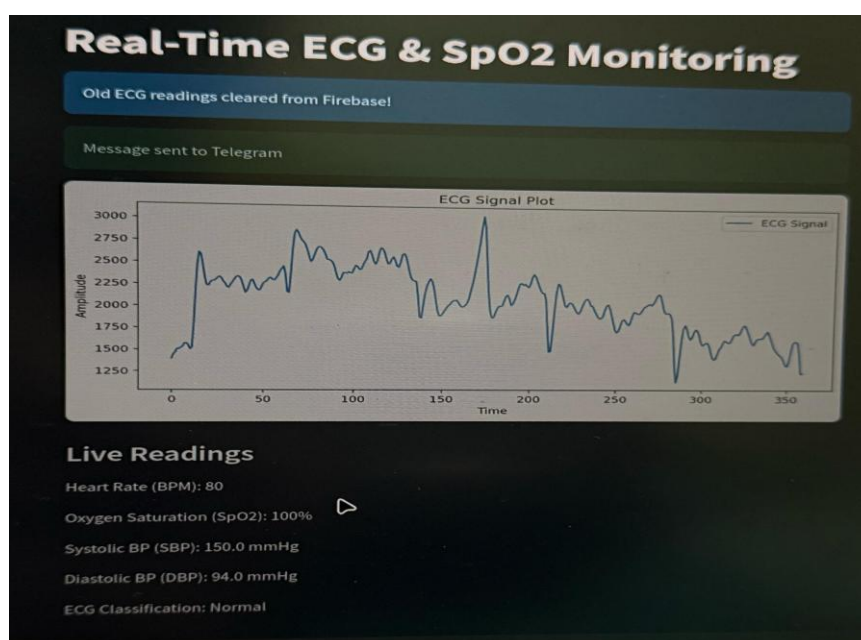 Real-Time ECG & SpO2 Monitoring
Old ECG readings cleared from Firebase!
Message sent to Telegram
ECG Signal Plot
ECG Signal
3000
2750
2500
2250
2000
1750
1500
1250
Amplitude
0 50 100 150 200 250 300 350
Time
Live Readings
Heart Rate (BPM): 80
Oxygen Saturation (SpO2): 100%
Systolic BP (SBP): 150.0 mmHg
Diastolic BP (DBP): 94.0 mmHg
ECG Classification: Normal